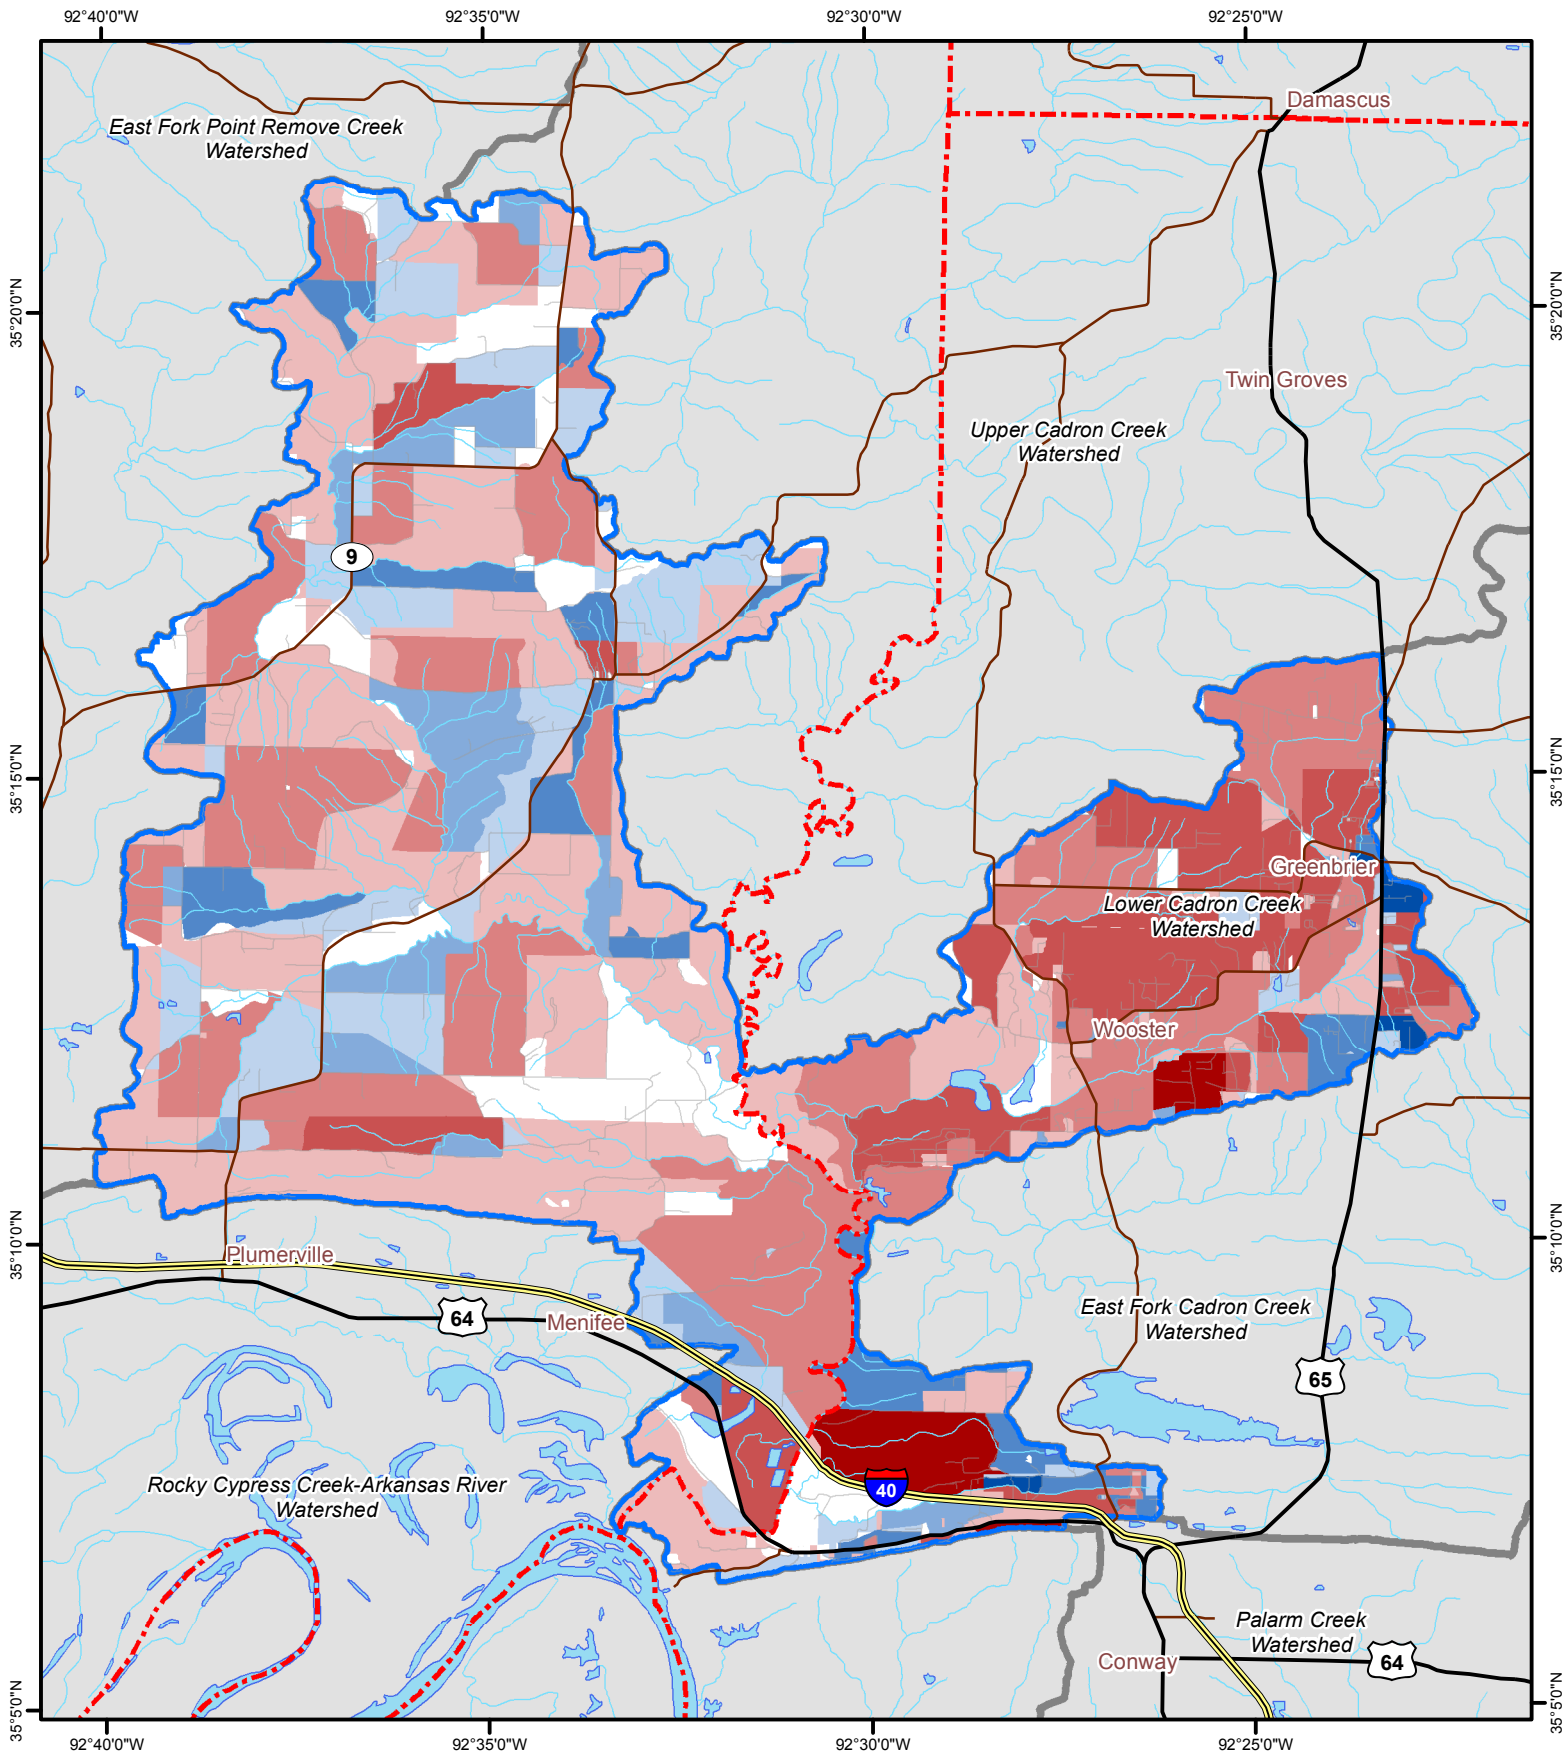 92°40'0"W
92°35'0"W
92°30'0"W
92°25'0"W
Damascus
East Fork Point Remove Creek
Watershed
35°20'0"N
35°20'0"N
Twin Groves
Upper Cadron Creek
Watershed
9
35°15'0"N
35°15'0"N
Greenbrier
Lower Cadron Creek
Watershed
Wooster
35°10'0"N
35°10'0"N
Plumerville
64
Menifee
East Fork Cadron Creek
Watershed
65
Rocky Cypress Creek-Arkansas River
Watershed
40
Palarm Creek
Watershed
Conway
64
35°5'0"N
35°5'0"N
92°40'0"W
92°35'0"W
92°30'0"W
92°25'0"W